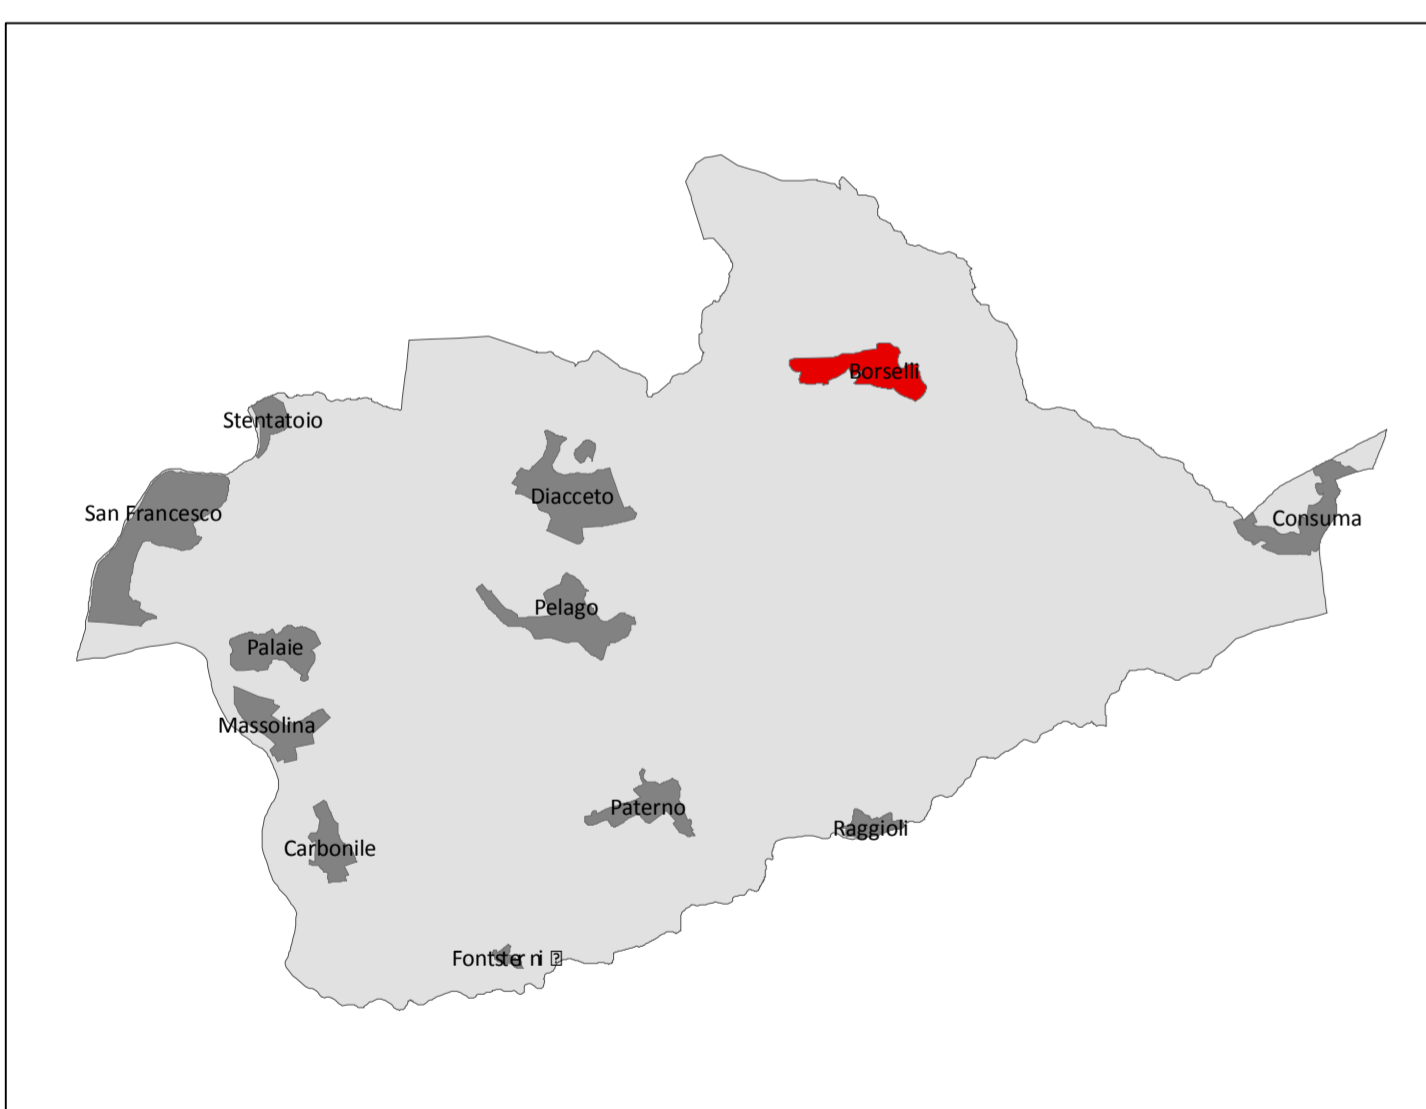 Borselli
Stentatoio
Diacceto
San Francesco
Consuma
Pelago
Palaie
Massolina
Paterno
Raggioli
Carbonile